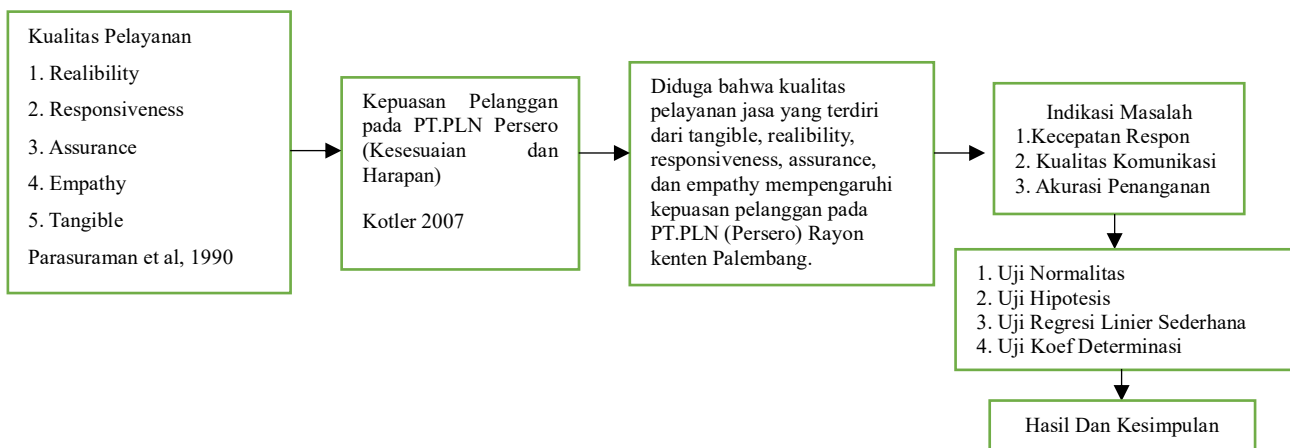 Kualitas Pelayanan
1. Realibility
2. Responsiveness
3. Assurance
4. Empathy
5. Tangible
Parasuraman et al, 1990
Kepuasan Pelanggan
pada PT.PLN Persero
(Kesesuaian dan
Harapan)
Kotler 2007
Diduga bahwa kualitas
pelayanan jasa yang terdiri
dari tangible, realibility,
responsiveness, assurance,
dan empathy mempengaruhi
kepuasan pelanggan pada
PT.PLN (Persero) Rayon
kenten Palembang.
Indikasi Masalah
1.Kecepatan Respon
2. Kualitas Komunikasi
3. Akurasi Penanganan
1. Uji Normalitas
2. Uji Hipotesis
3. Uji Regresi Linier Sederhana
4. Uji Koef Determinasi
Hasil Dan Kesimpulan